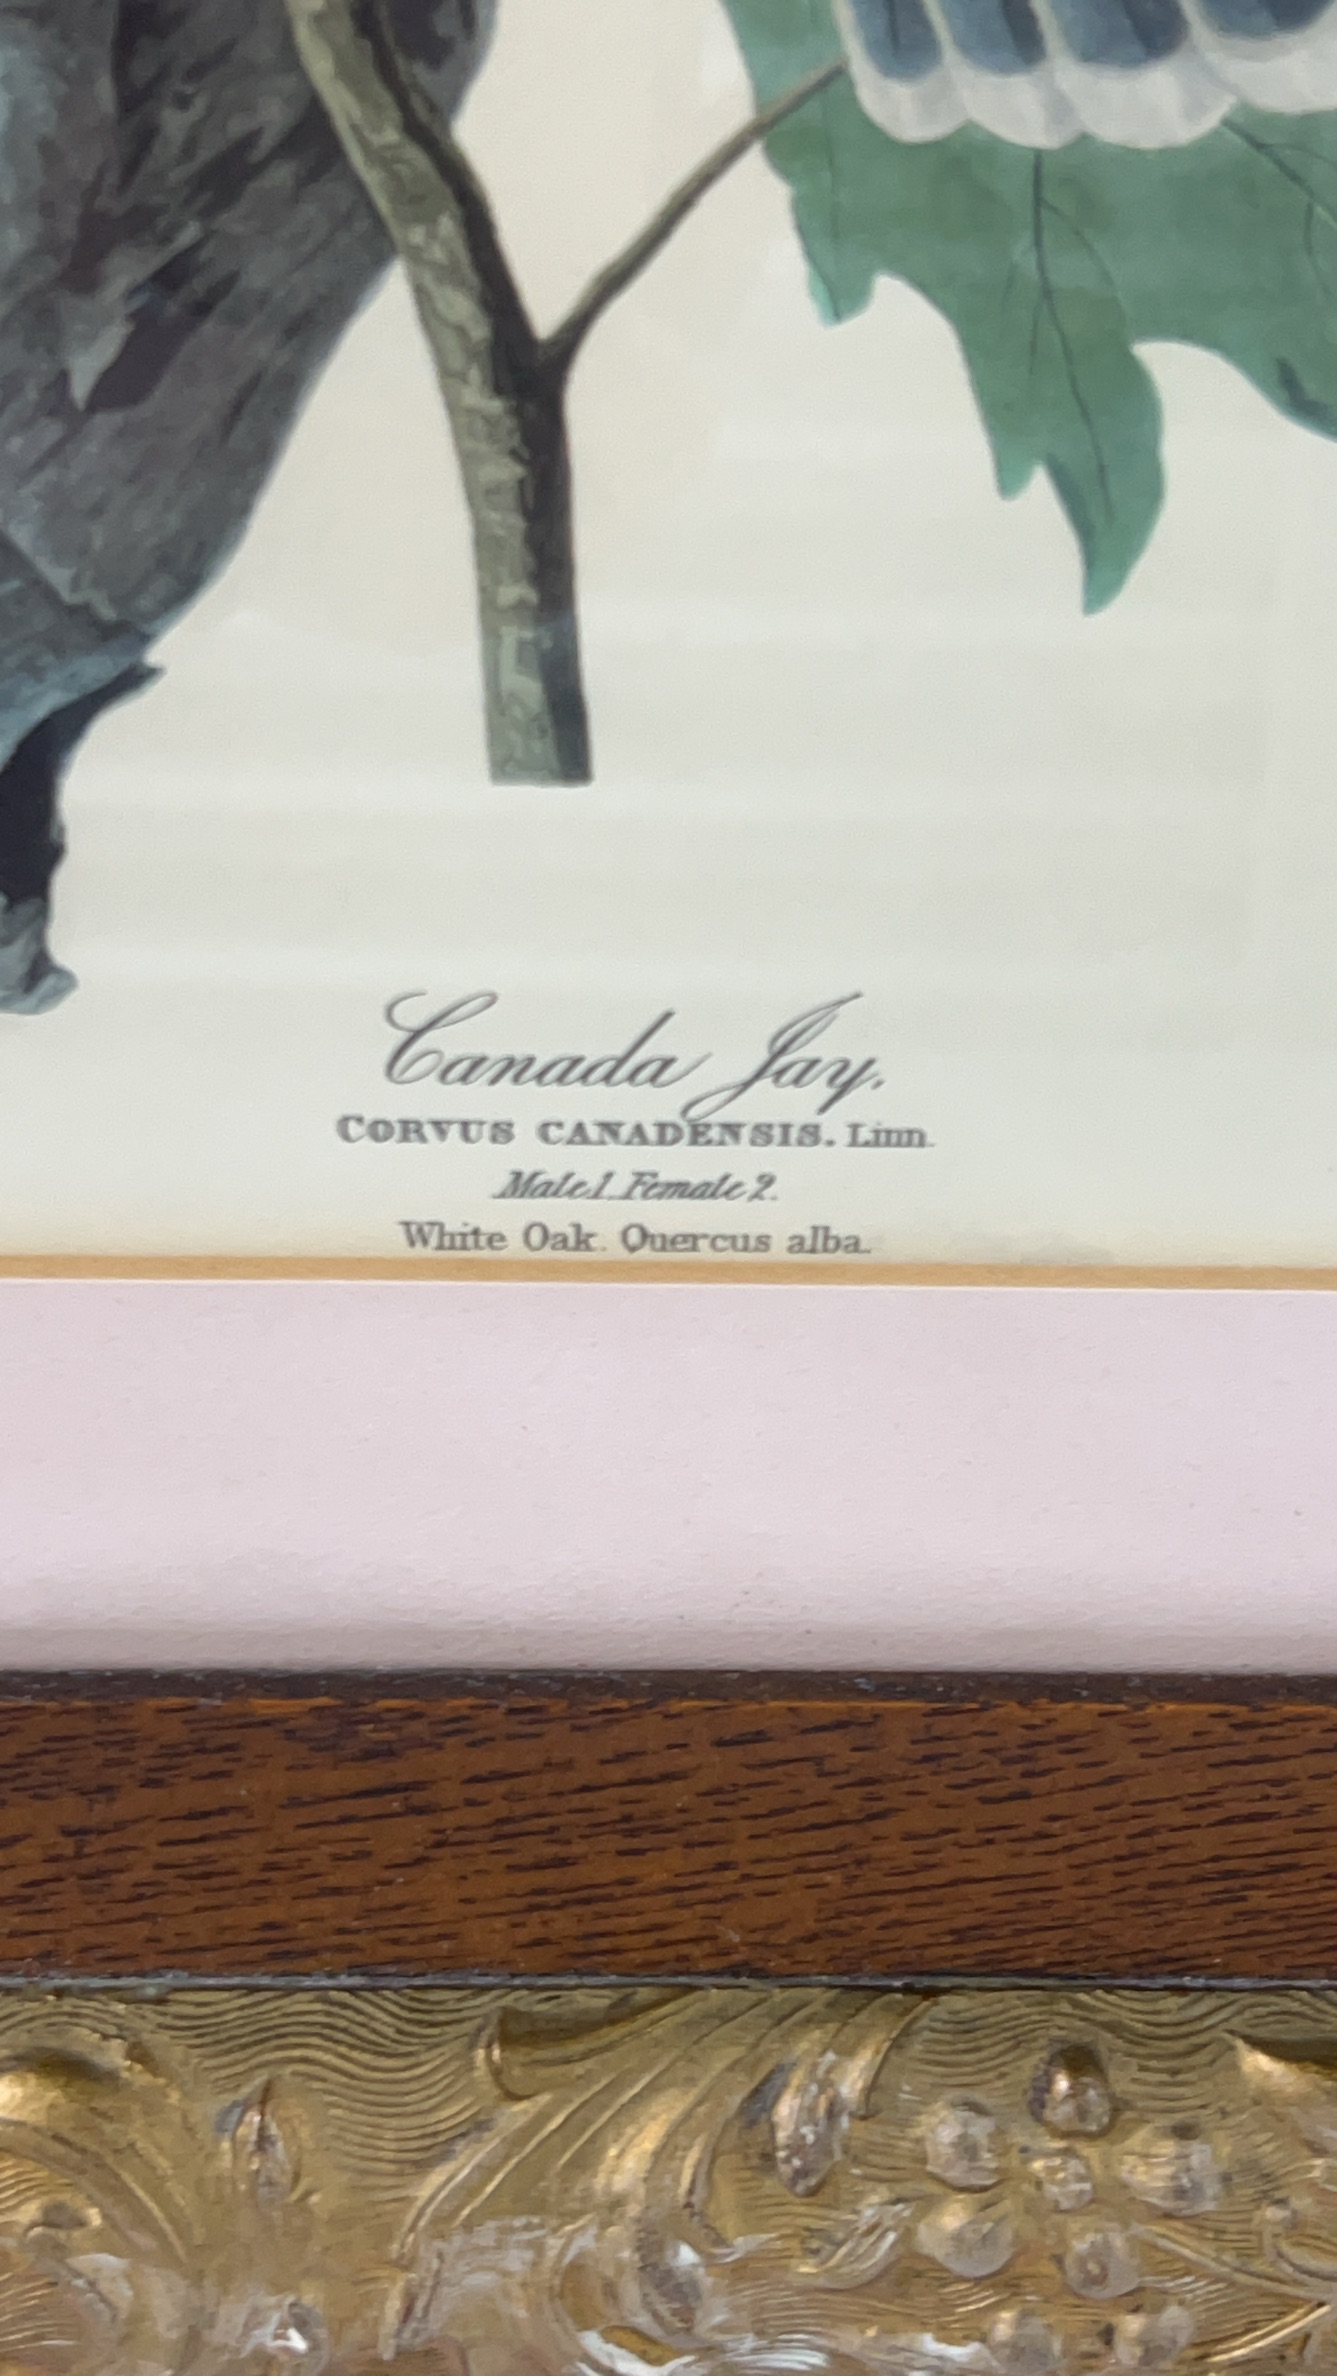 Canada Jay.
CORVUS CANADENSIS. Linn.
Male 1. Female 2.
White Oak. Quercus alba.